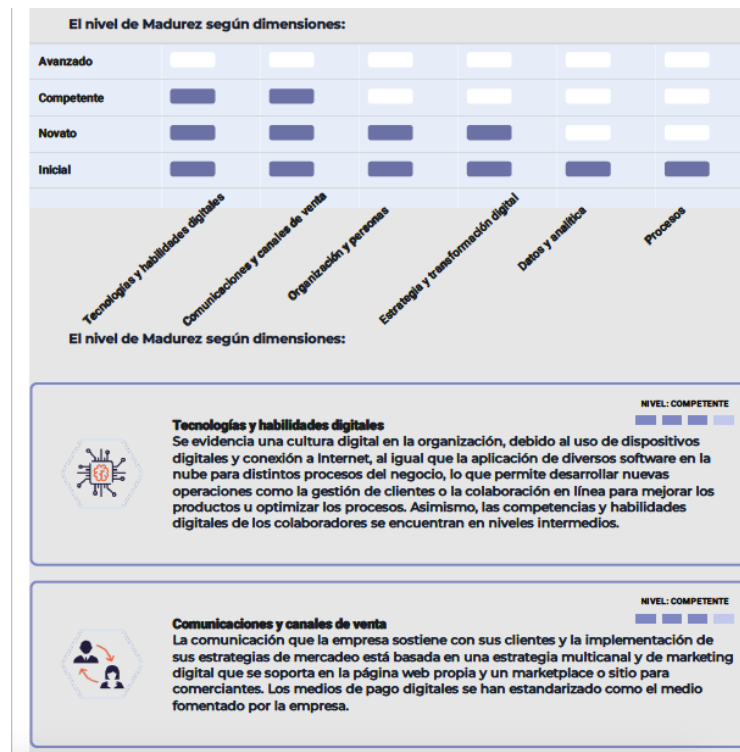 El nivel de Madurez según dimensiones:
Avanzado
Competente
Novato
Inicial
Tecnologías y habilidades digitales
Comunicaciones y canales de venta
Organización y personas
Estrategia y transformación digital
Datos y analítica
Procesos
El nivel de Madurez según dimensiones:
NIVEL: COMPETENTE
Tecnologías y habilidades digitales
Se evidencia una cultura digital en la organización, debido al uso de dispositivos
digitales y conexión a Internet, al igual que la aplicación de diversos software en la
nube para distintos procesos del negocio, lo que permite desarrollar nuevas
operaciones como la gestión de clientes o la colaboración en línea para mejorar los
productos u optimizar los procesos. Asimismo, las competencias y habilidades
digitales de los colaboradores se encuentran en niveles intermedios.
NIVEL: COMPETENTE
Comunicaciones y canales de venta
La comunicación que la empresa sostiene con sus clientes y la implementación de
sus estrategias de mercadeo está basada en una estrategia multicanal y de marketing
digital que se soporta en la página web propia y un marketplace o sitio para
comerciantes. Los medios de pago digitales se han estandarizado como el medio
fomentado por la empresa.